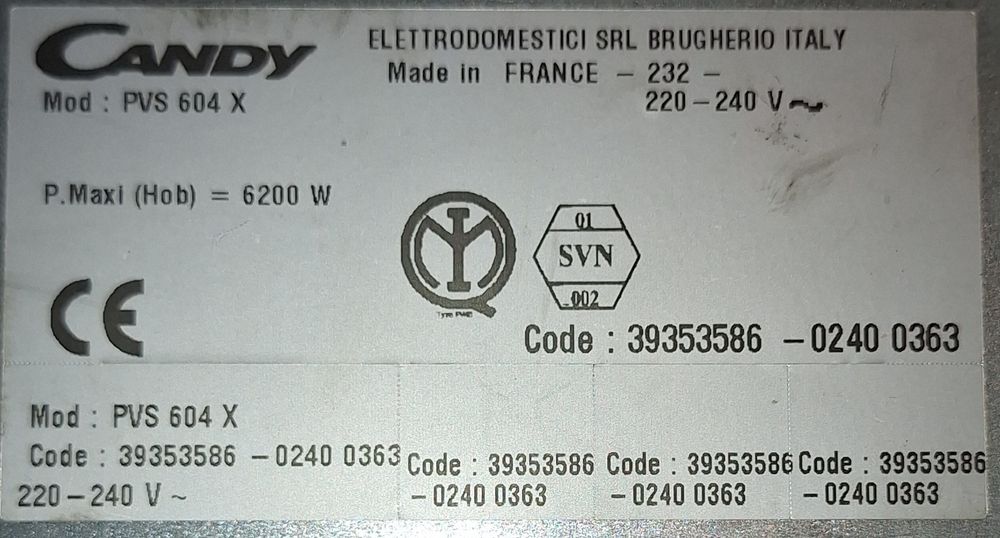 CANDY
ELETTRODOMESTICI SRL BRUGHERIO ITALY
Made in FRANCE - 232 -
Mod : PVS 604 X
220-240 V ~
P.Maxi (Hob) = 6200 W
01
SVN
002
CE
Code : 39353586 -0240 0363
Mod : PVS 604 X
Code : 39353586 -0240 0363
220-240 V ~
Code : 39353586
-0240 0363
Code : 39353586
-0240 0363
Code : 39353586
-0240 0363